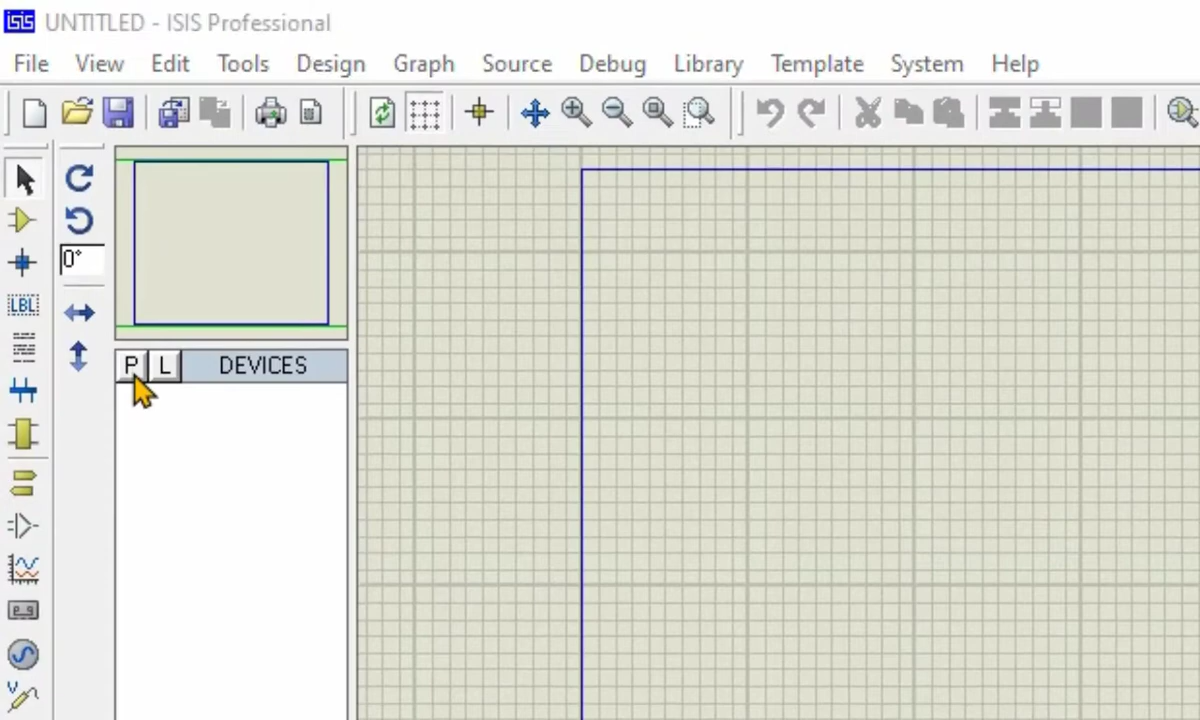 isis UNTITLED - ISIS Professional
File View Edit Tools Design Graph Source Debug Library Template System Help
0°
LBL
P L DEVICES